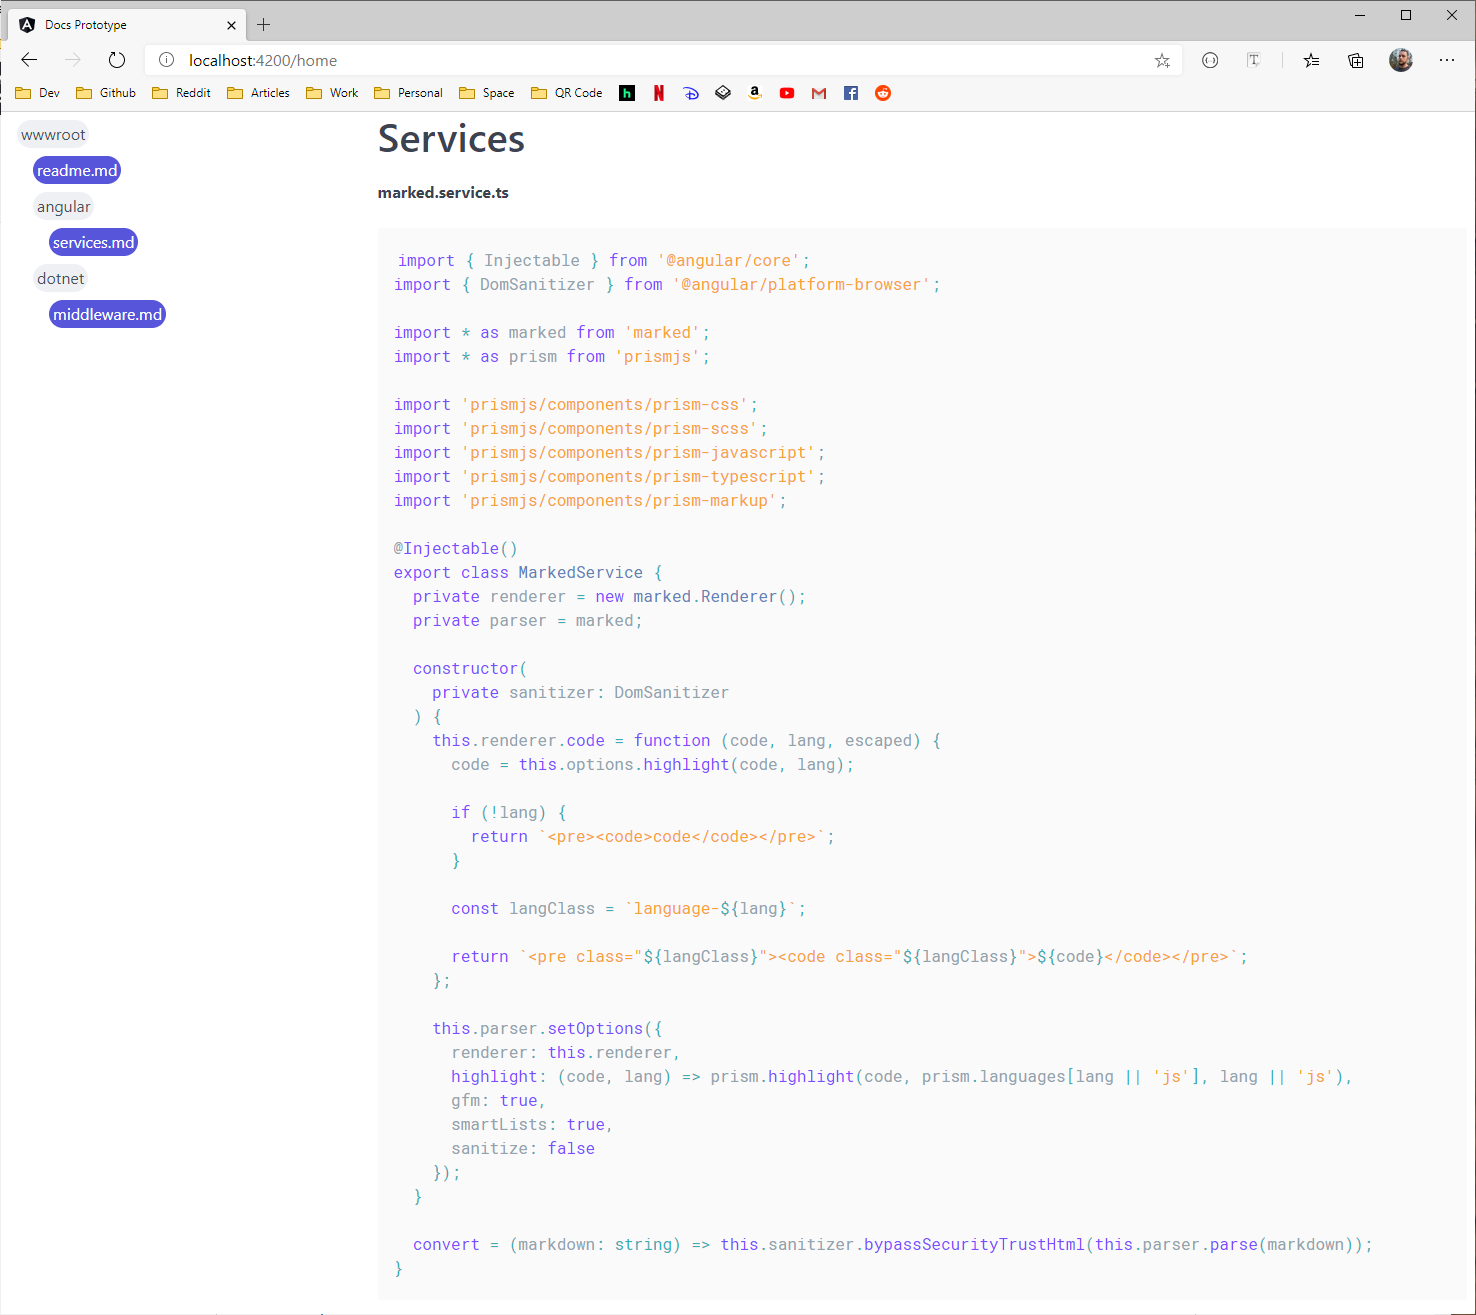 Docs Prototype
localhost:4200/home
Dev Github Reddit Articles Work Personal Space QR Code
wwwroot
readme.md
angular
services.md
dotnet
middleware.md
Services
marked.service.ts
import { Injectable } from '@angular/core';
import { DomSanitizer } from '@angular/platform-browser';
import * as marked from 'marked';
import * as prism from 'prismjs';
import 'prismjs/components/prism-css';
import 'prismjs/components/prism-scss';
import 'prismjs/components/prism-javascript';
import 'prismjs/components/prism-typescript';
import 'prismjs/components/prism-markup';
@Injectable()
export class MarkedService {
  private renderer = new marked.Renderer();
  private parser = marked;
  constructor(
    private sanitizer: DomSanitizer
  ) {
    this.renderer.code = function (code, lang, escaped) {
      code = this.options.highlight(code, lang);
      if (!lang) {
        return `<pre><code>code</code></pre>`;
      }
      const langClass = `language-${lang}`;
      return `<pre class="${langClass}"><code class="${langClass}">${code}</code></pre>`;
    };
    this.parser.setOptions({
      renderer: this.renderer,
      highlight: (code, lang) => prism.highlight(code, prism.languages[lang || 'js'], lang || 'js'),
      gfm: true,
      smartLists: true,
      sanitize: false
    });
  }
  convert = (markdown: string) => this.sanitizer.bypassSecurityTrustHtml(this.parser.parse(markdown));
}